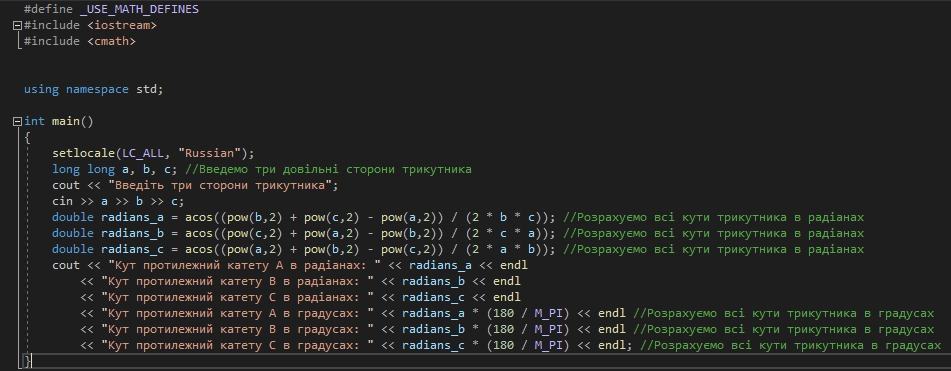 #define _USE_MATH_DEFINES
#include <iostream>
#include <cmath>
using namespace std;
int main()
{
setlocale(LC_ALL, "Russian");
long long a, b, c; //Введемо три довільні сторони трикутника
cout << "Введіть три сторони трикутника";
cin >> a >> b >> c;
double radians_a = acos((pow(b,2) + pow(c,2) - pow(a,2)) / (2 * b * c)); //Розрахуємо всі кути трикутника в радіанах
double radians_b = acos((pow(c,2) + pow(a,2) - pow(b,2)) / (2 * c * a)); //Розрахуємо всі кути трикутника в радіанах
double radians_c = acos((pow(a,2) + pow(b,2) - pow(c,2)) / (2 * a * b)); //Розрахуємо всі кути трикутника в радіанах
cout << "Кут протилежний катету A в радіанах: " << radians_a << endl
<< "Кут протилежний катету B в радіанах: " << radians_b << endl
<< "Кут протилежний катету C в радіанах: " << radians_c << endl
<< "Кут протилежний катету A в градусах: " << radians_a * (180 / M_PI) << endl //Розрахуємо всі кути трикутника в градусах
<< "Кут протилежний катету B в градусах: " << radians_b * (180 / M_PI) << endl //Розрахуємо всі кути трикутника в градусах
<< "Кут протилежний катету C в градусах: " << radians_c * (180 / M_PI) << endl; //Розрахуємо всі кути трикутника в градусах
}